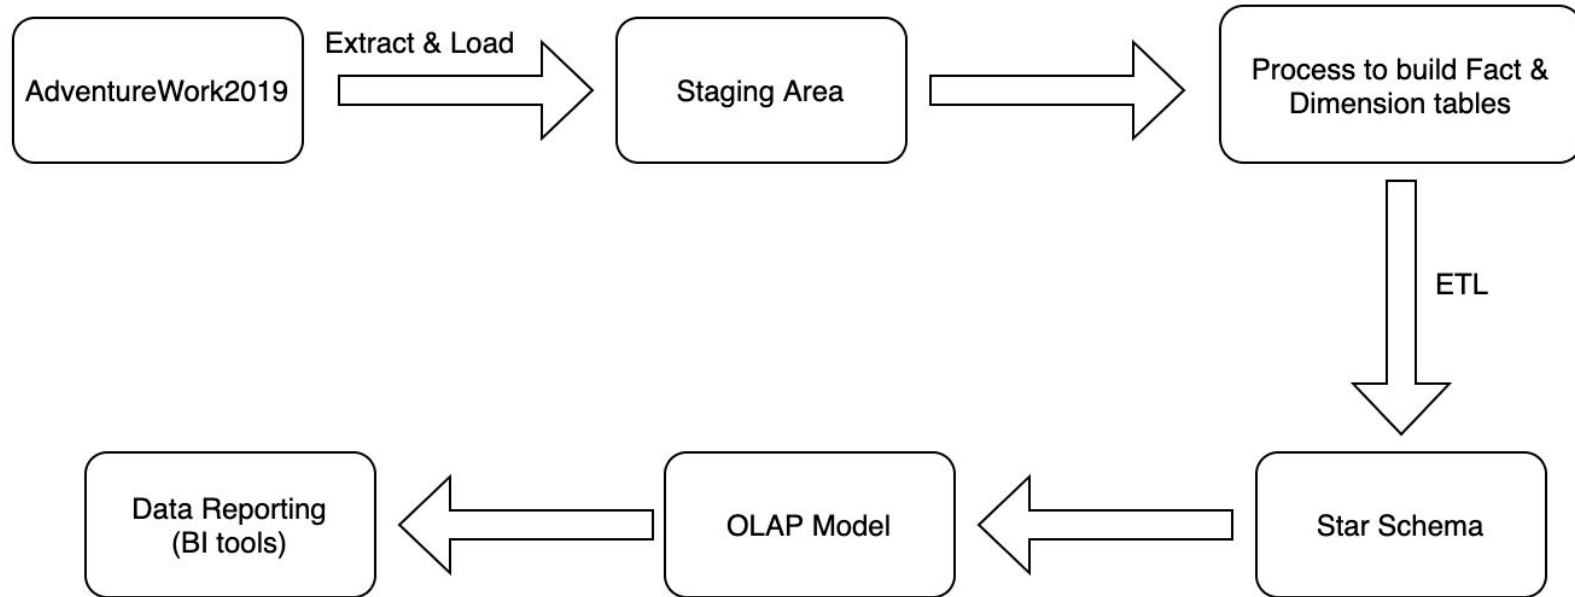 AdventureWork2019
Extract & Load
Staging Area
Process to build Fact &
Dimension tables
ETL
Star Schema
OLAP Model
Data Reporting
(BI tools)